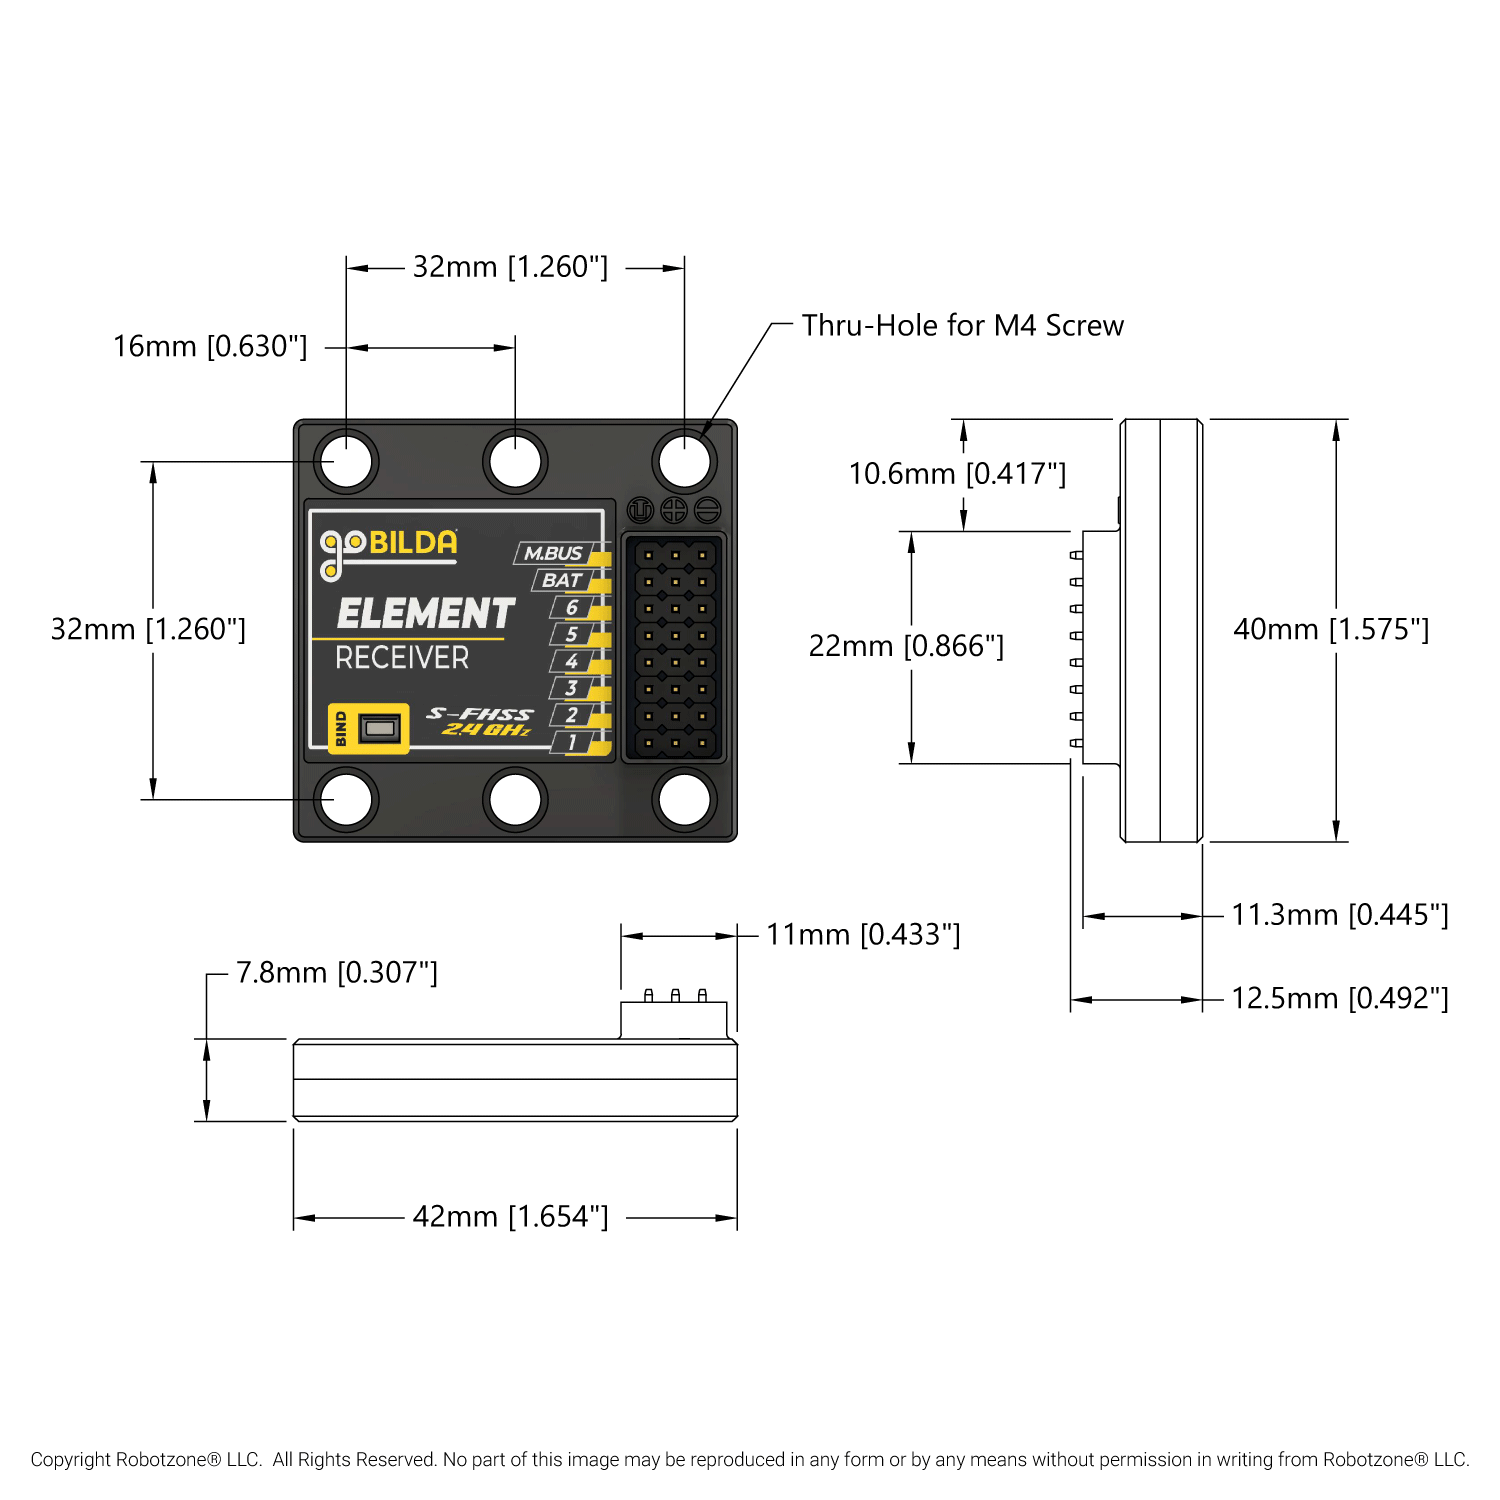 32mm [1.260"]
16mm [0.630"]
Thru-Hole for M4 Screw
10.6mm [0.417"]
goBILDA
M.BUS
BAT
ELEMENT
6
5
RECEIVER
4
3
2
1
S-FHSS
2.4GHz
BIND
32mm [1.260"]
22mm [0.866"]
40mm [1.575"]
11.3mm [0.445"]
11mm [0.433"]
7.8mm [0.307"]
12.5mm [0.492"]
42mm [1.654"]
Copyright Robotzone® LLC.  All Rights Reserved. No part of this image may be reproduced in any form or by any means without permission in writing from Robotzone® LLC.